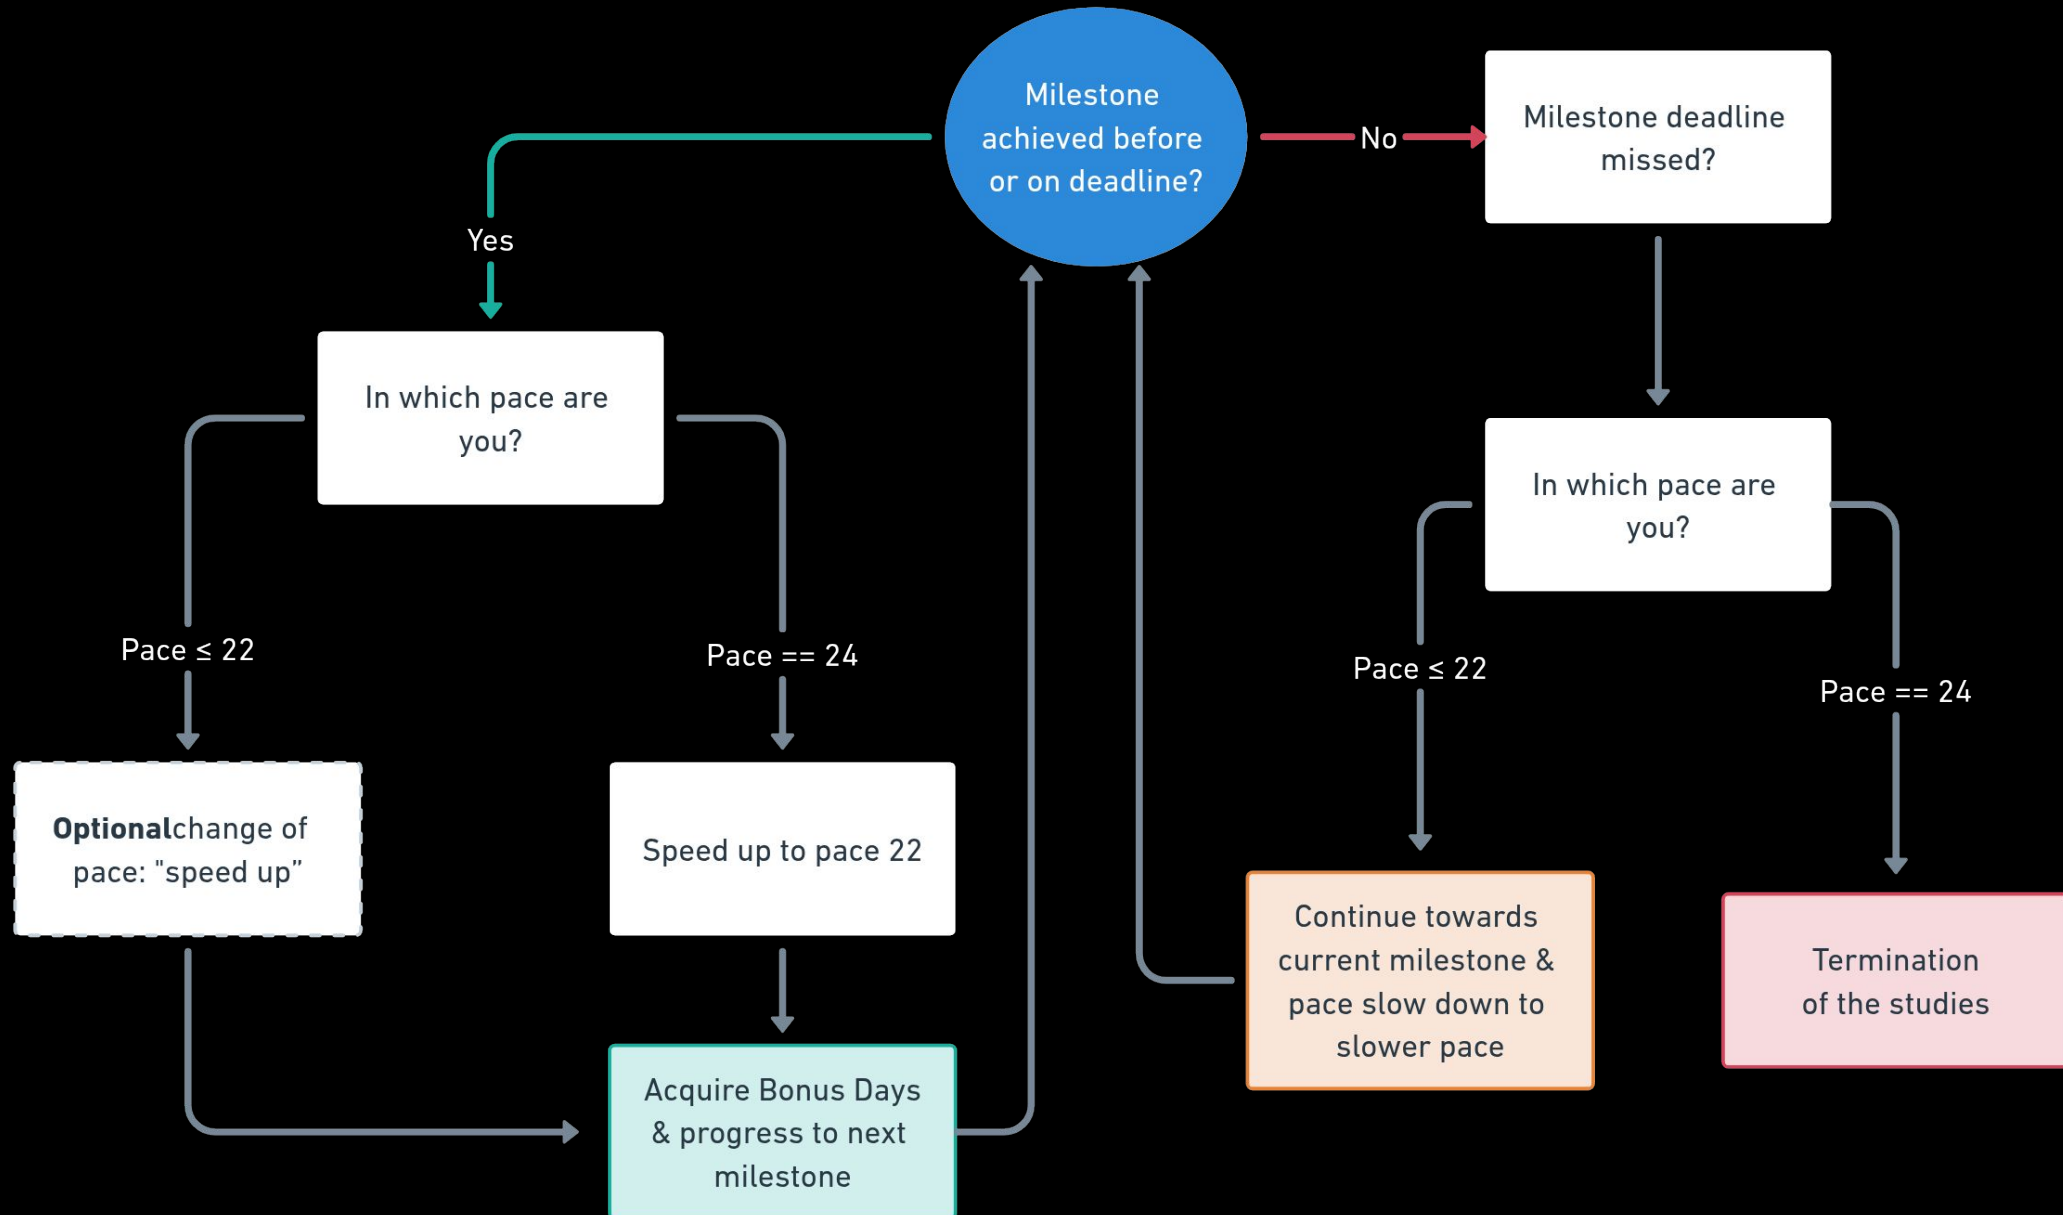 Milestone
achieved before
or on deadline?
No
Milestone deadline
missed?
Yes
In which pace are
you?
In which pace are
you?
Pace ≤ 22
Pace == 24
Pace ≤ 22
Pace == 24
Optionalchange of
pace: "speed up”
Speed up to pace 22
Continue towards
current milestone &
pace slow down to
slower pace
Termination
of the studies
Acquire Bonus Days
& progress to next
milestone